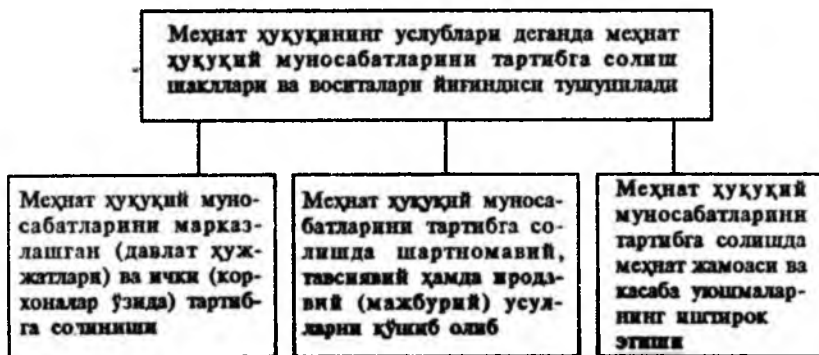 Меҳнат ҳуқуқининг услублари деганда меҳнат
ҳуқуқий муносабатларини тартибга солиш
шакллари ва воситалари йиғиндиси тушунилади
Меҳнат ҳуқуқий муно-
сабатларини марказ-
лашган (давлат ҳуж-
жатлари) ва ички (кор-
хоналар ўзида) тартиб-
га солиниши
Меҳнат ҳуқуқий муноса-
батларини тартибга со-
лишда шартномавий,
тавсиявий ҳамда иродa-
вий (мажбурий) усул-
ларни қўшиб олиб
Меҳнат ҳуқуқий
муносабатларини
тартибга солишда
меҳнат жамоаси ва
касаба уюшмалар-
нинг иштирок
этиши